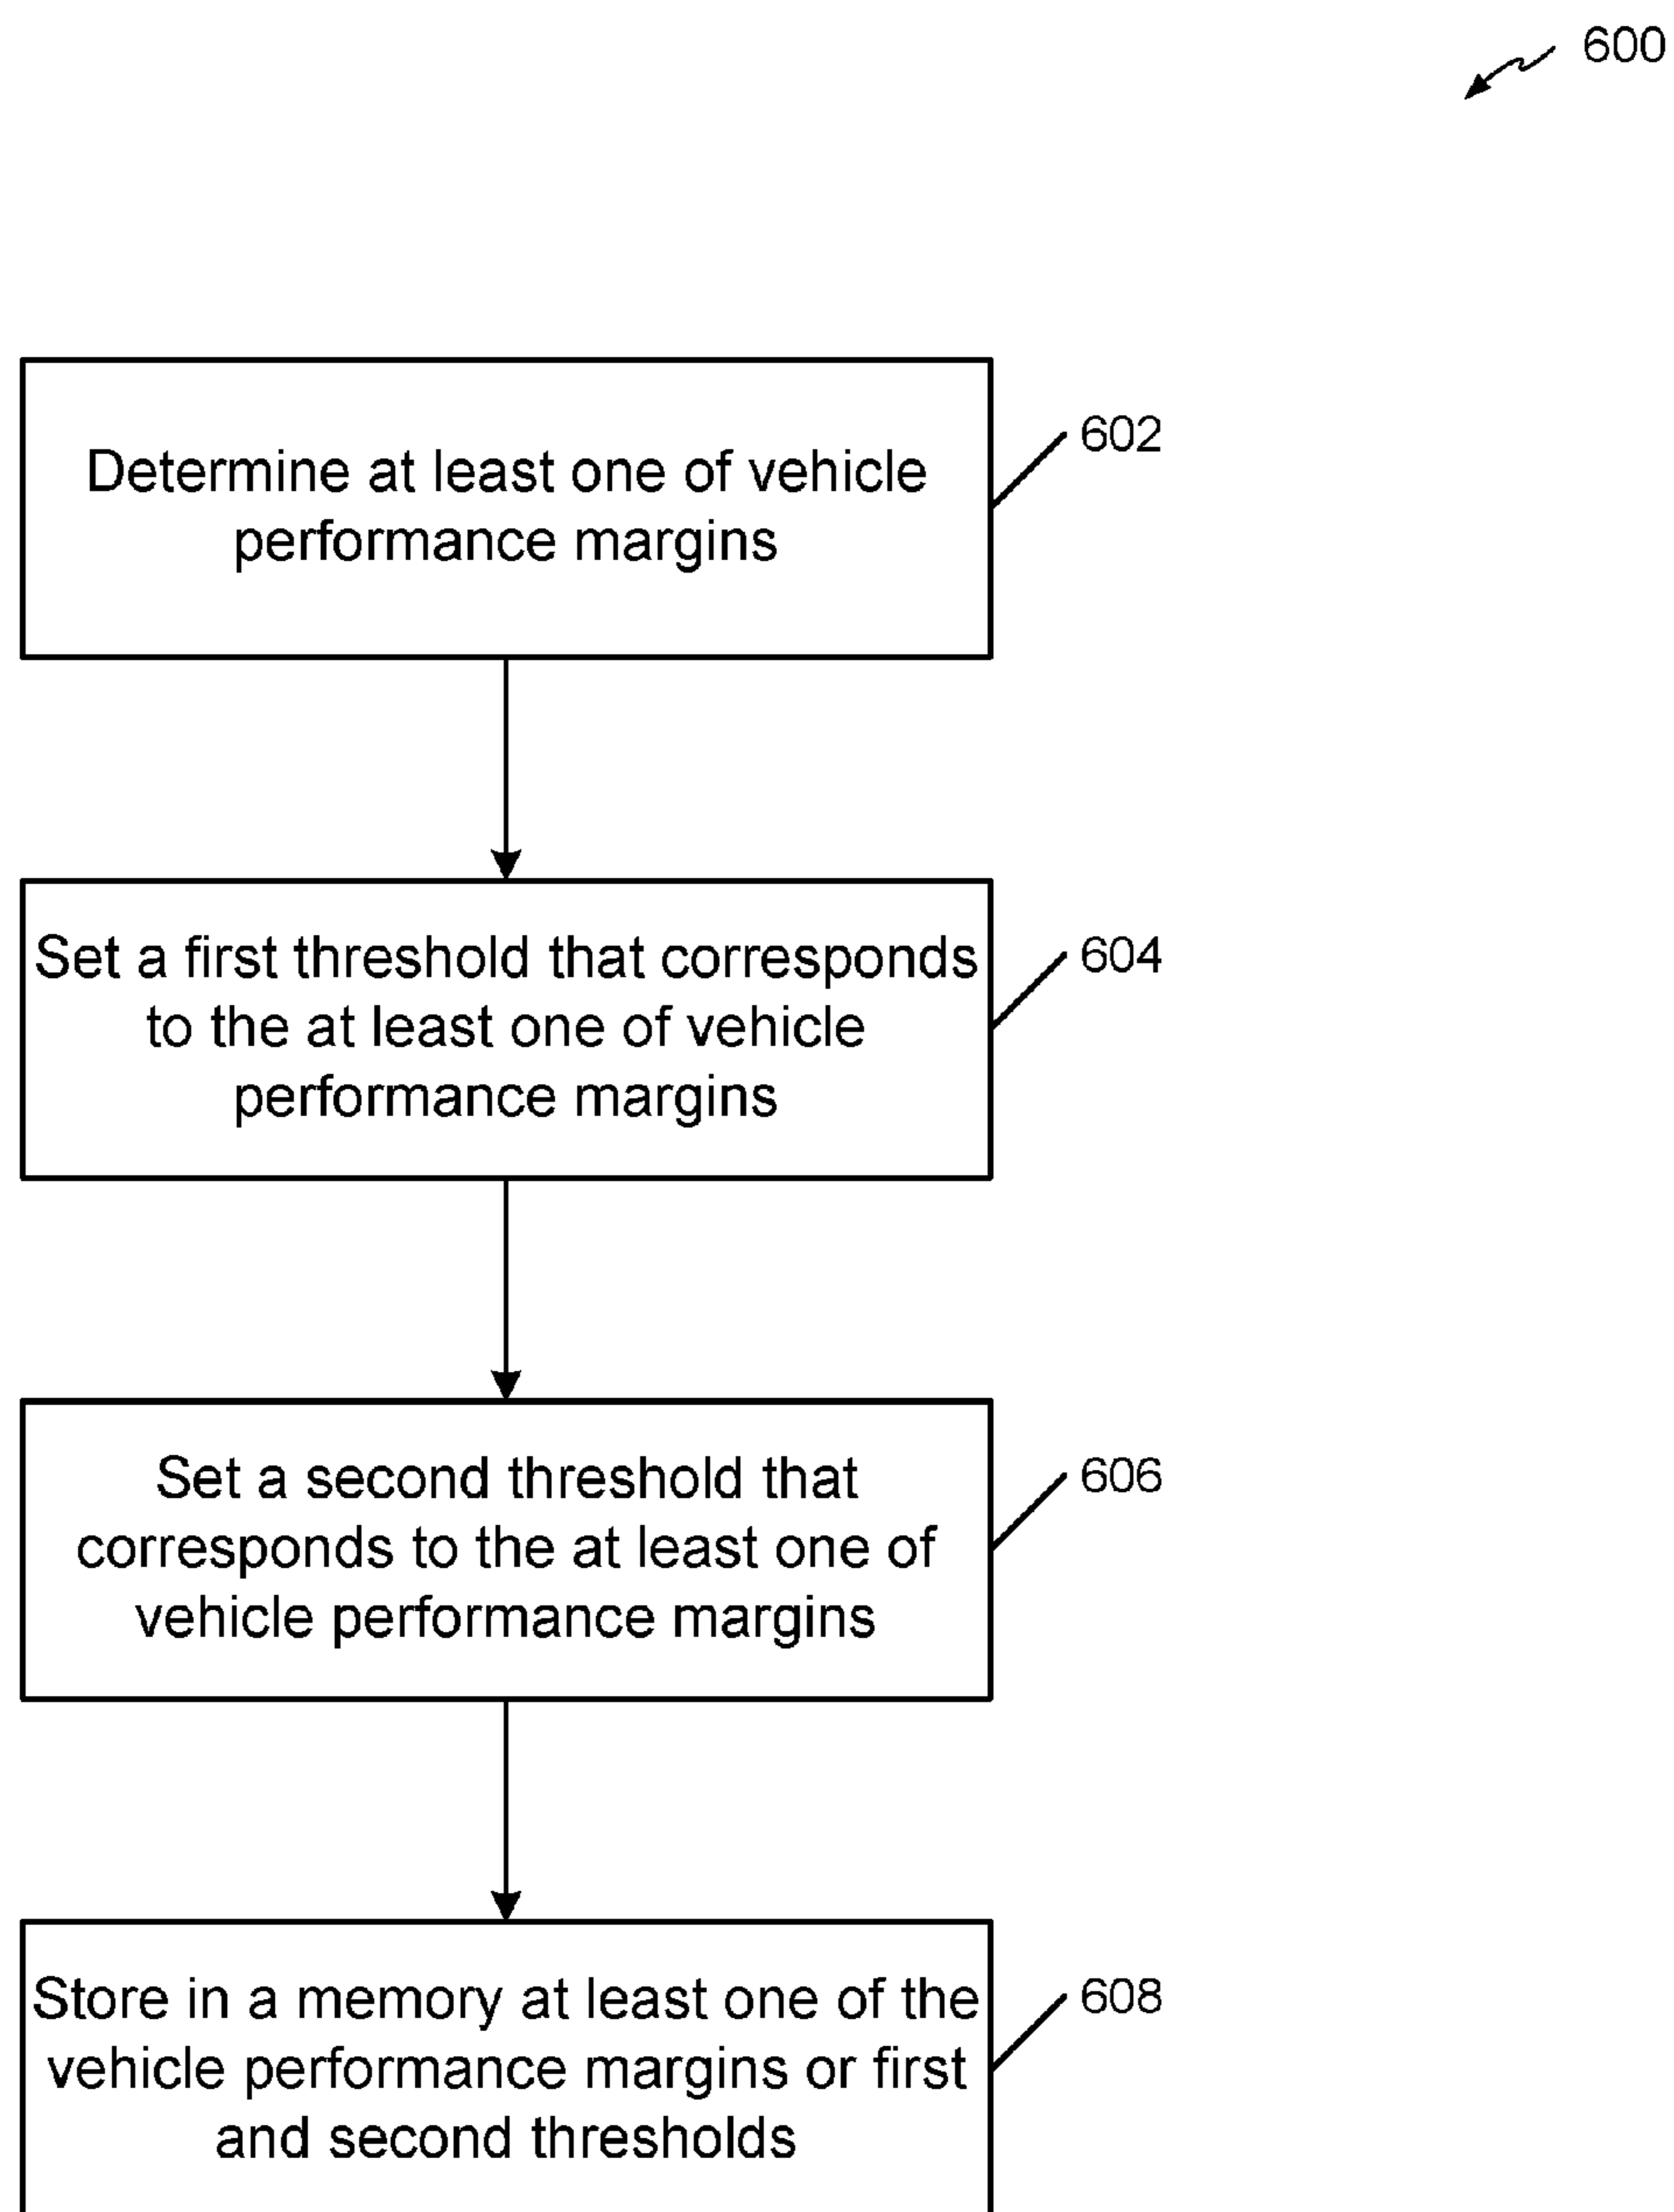 600
Determine at least one of vehicle
performance margins
602
Set a first threshold that corresponds
to the at least one of vehicle
performance margins
604
Set a second threshold that
corresponds to the at least one of
vehicle performance margins
606
Store in a memory at least one of the
vehicle performance margins or first
and second thresholds
608